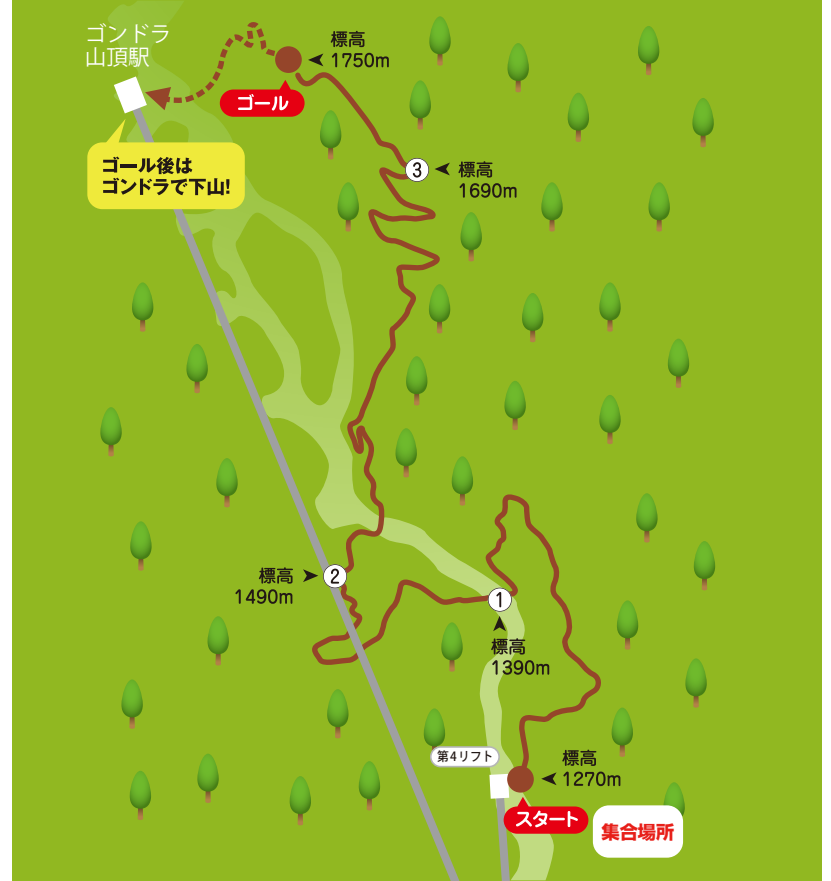 ゴンドラ
山頂駅
標高
1750m
ゴール
ゴール後は
ゴンドラで下山!
3
標高
1690m
標高
1490m
2
1
標高
1390m
第4リフト
標高
1270m
スタート
集合場所